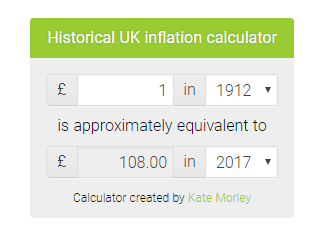 Historical UK inflation calculator
£ 1 in 1912
is approximately equivalent to
£ 108.00 in 2017
Calculator created by Kate Morley